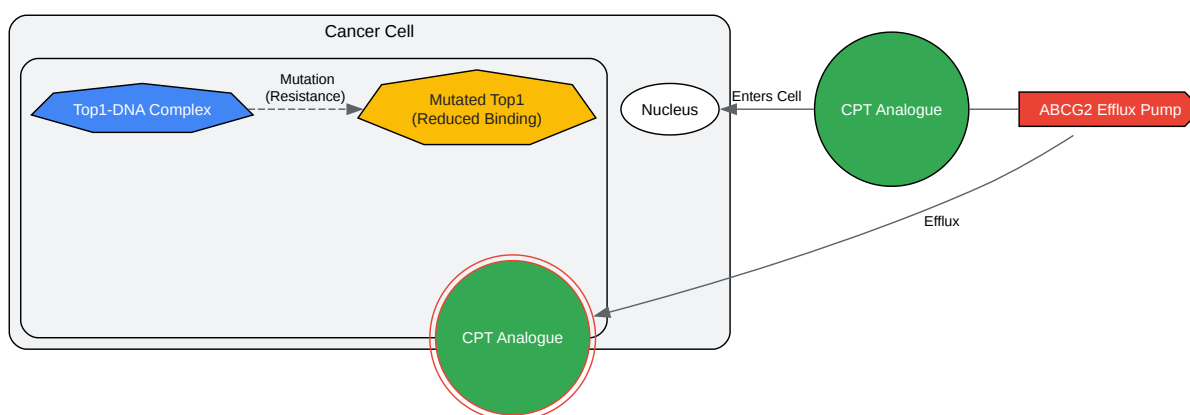 Cancer Cell
Top1-DNA Complex
Mutation
(Resistance)
Mutated Top1
(Reduced Binding)
Nucleus
Enters Cell
CPT Analogue
ABCG2 Efflux Pump
Efflux
CPT Analogue